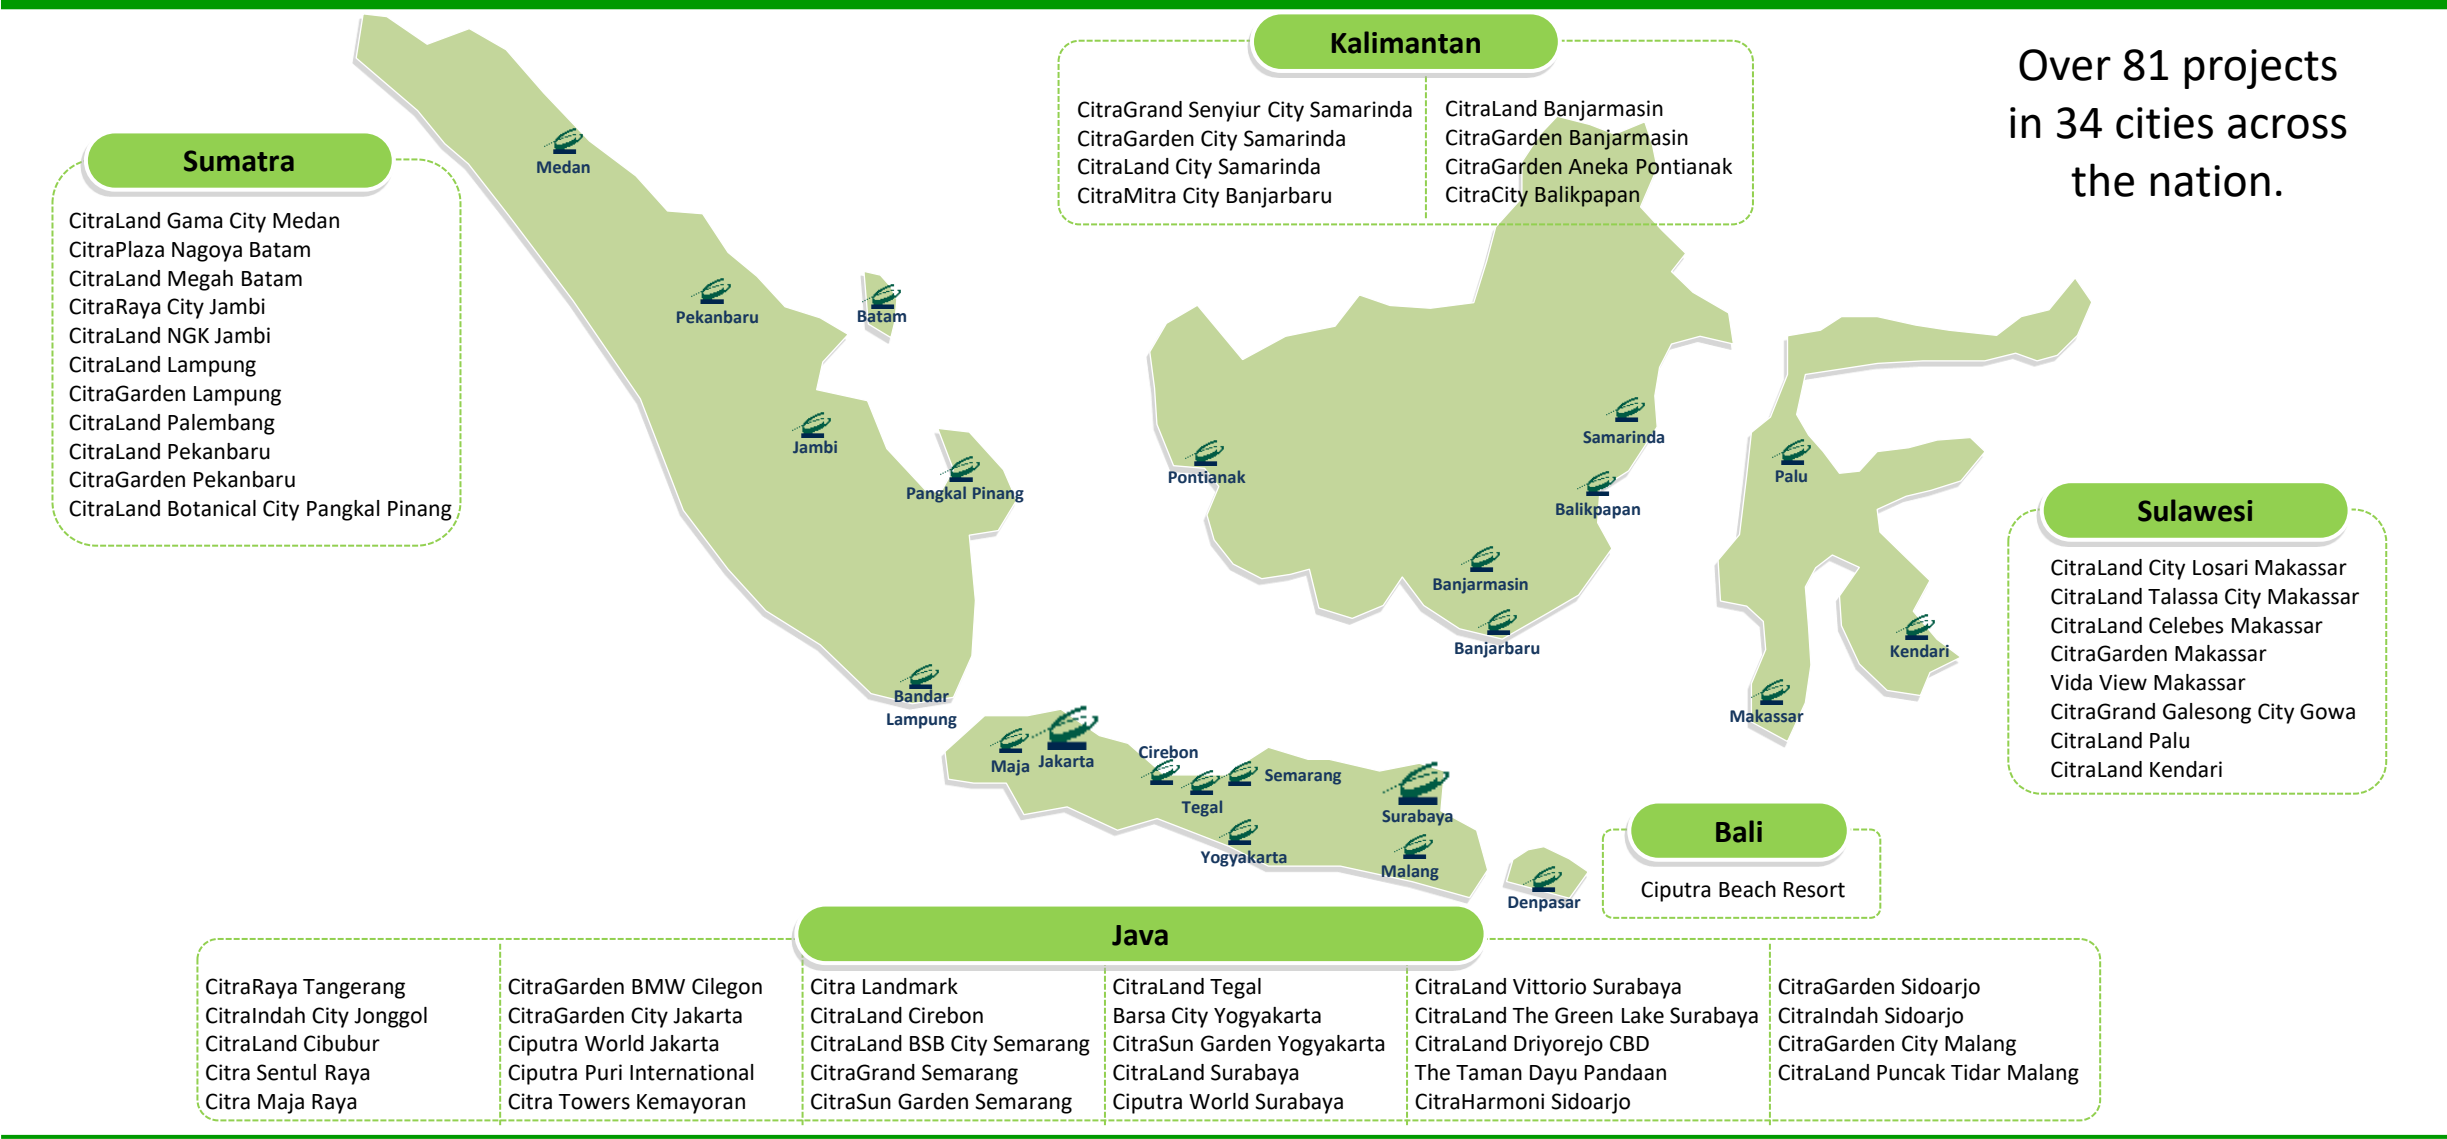 Over 81 projects
in 34 cities across
the nation.
Kalimantan
CitraGrand Senyiur City Samarinda
CitraGarden City Samarinda
CitraLand City Samarinda
CitraMitra City Banjarbaru
CitraLand Banjarmasin
CitraGarden Banjarmasin
CitraGarden Aneka Pontianak
CitraCity Balikpapan
Sumatra
CitraLand Gama City Medan
CitraPlaza Nagoya Batam
CitraLand Megah Batam
CitraRaya City Jambi
CitraLand NGK Jambi
CitraLand Lampung
CitraGarden Lampung
CitraLand Palembang
CitraLand Pekanbaru
CitraGarden Pekanbaru
CitraLand Botanical City Pangkal Pinang
Medan
Pekanbaru
Batam
Jambi
Pangkal Pinang
Bandar
Lampung
Pontianak
Samarinda
Balikpapan
Banjarmasin
Banjarbaru
Palu
Kendari
Makassar
Maja
Jakarta
Cirebon
Tegal
Semarang
Yogyakarta
Surabaya
Malang
Denpasar
Sulawesi
CitraLand City Losari Makassar
CitraLand Talassa City Makassar
CitraLand Celebes Makassar
CitraGarden Makassar
Vida View Makassar
CitraGrand Galesong City Gowa
CitraLand Palu
CitraLand Kendari
Bali
Ciputra Beach Resort
Java
CitraRaya Tangerang
CitraIndah City Jonggol
CitraLand Cibubur
Citra Sentul Raya
Citra Maja Raya
CitraGarden BMW Cilegon
CitraGarden City Jakarta
Ciputra World Jakarta
Ciputra Puri International
Citra Towers Kemayoran
Citra Landmark
CitraLand Cirebon
CitraLand BSB City Semarang
CitraGrand Semarang
CitraSun Garden Semarang
CitraLand Tegal
Barsa City Yogyakarta
CitraSun Garden Yogyakarta
CitraLand Surabaya
Ciputra World Surabaya
CitraLand Vittorio Surabaya
CitraLand The Green Lake Surabaya
CitraLand Driyorejo CBD
The Taman Dayu Pandaan
CitraHarmoni Sidoarjo
CitraGarden Sidoarjo
CitraIndah Sidoarjo
CitraGarden City Malang
CitraLand Puncak Tidar Malang